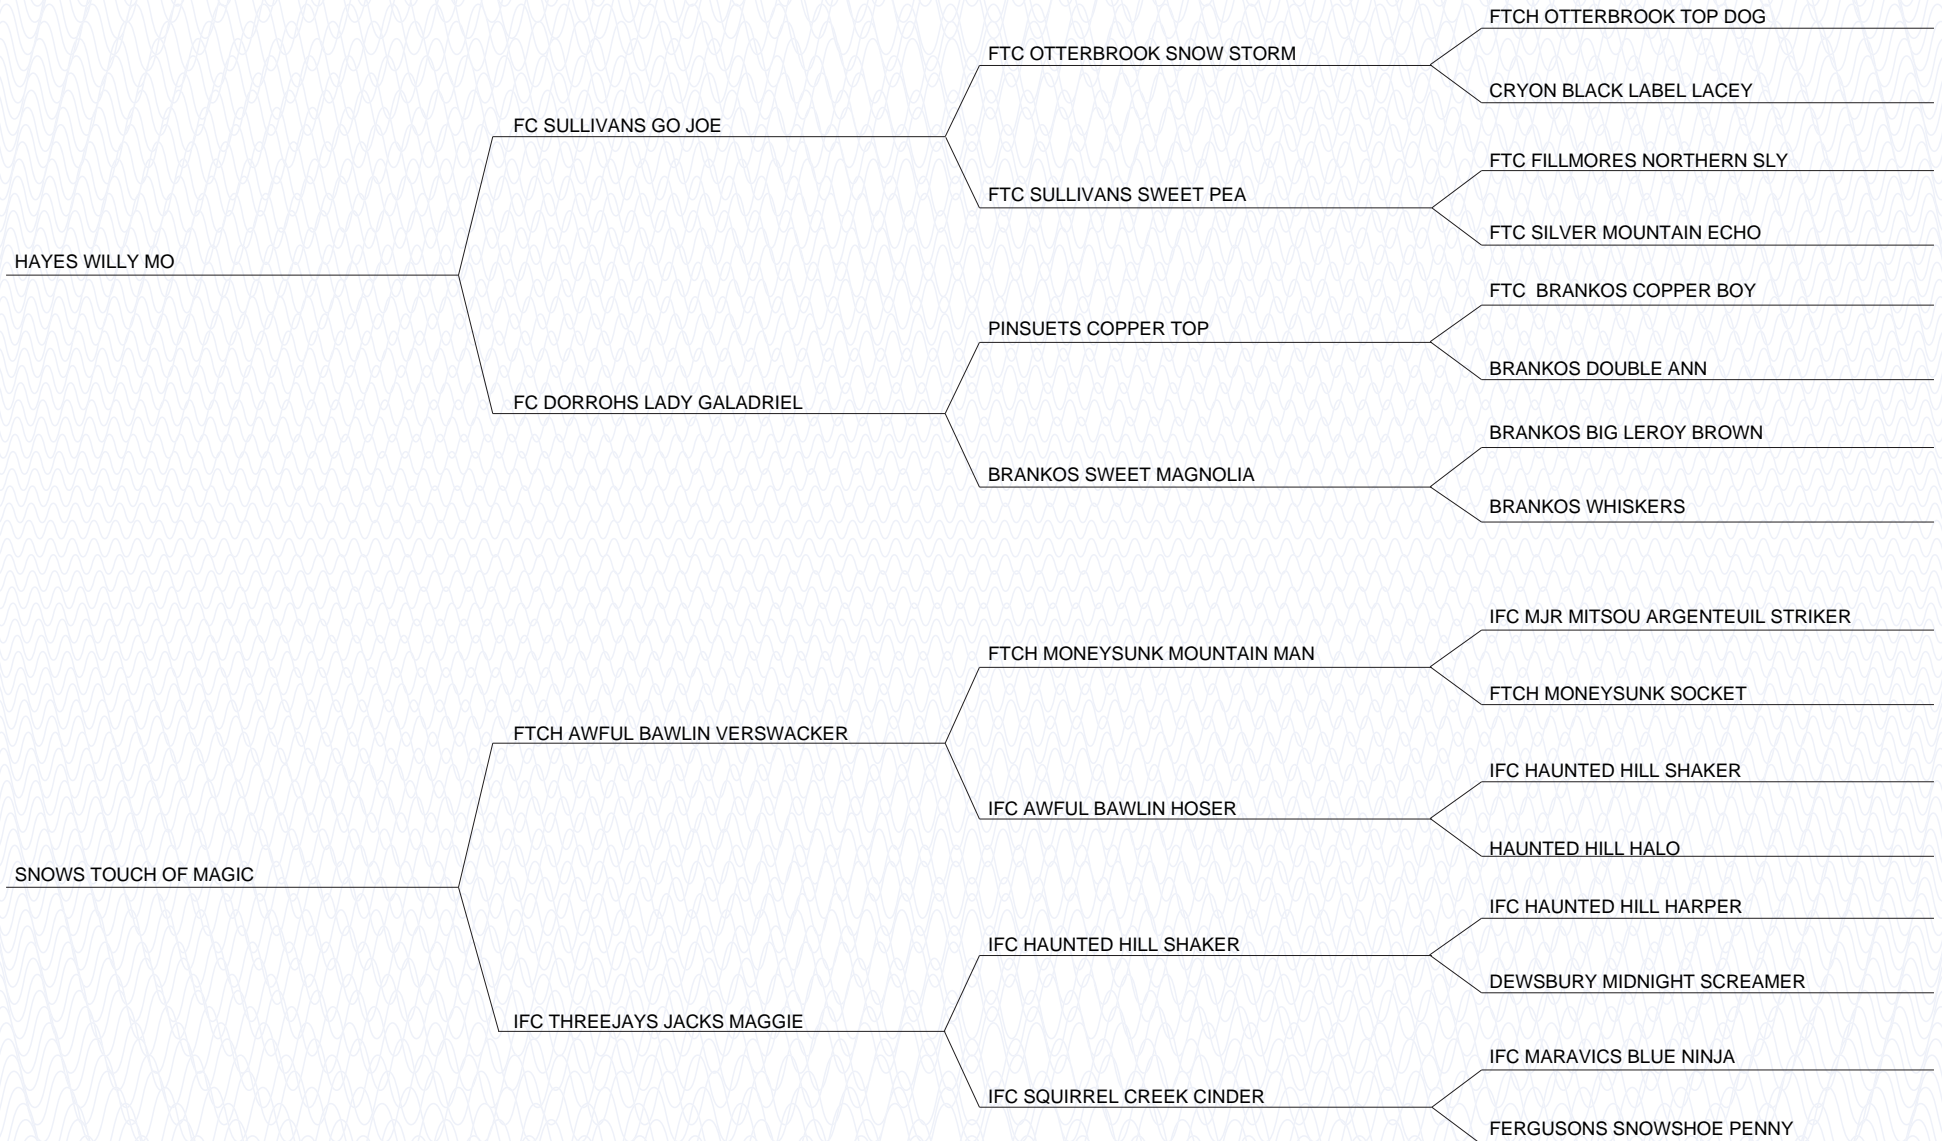 FTCH OTTERBROOK TOP DOG
FTC OTTERBROOK SNOW STORM
CRYON BLACK LABEL LACEY
FC SULLIVANS GO JOE
FTC FILLMORES NORTHERN SLY
FTC SULLIVANS SWEET PEA
FTC SILVER MOUNTAIN ECHO
HAYES WILLY MO
FTC  BRANKOS COPPER BOY
PINSUETS COPPER TOP
BRANKOS DOUBLE ANN
FC DORROHS LADY GALADRIEL
BRANKOS BIG LEROY BROWN
BRANKOS SWEET MAGNOLIA
BRANKOS WHISKERS
IFC MJR MITSOU ARGENTEUIL STRIKER
FTCH MONEYSUNK MOUNTAIN MAN
FTCH MONEYSUNK SOCKET
FTCH AWFUL BAWLIN VERSWACKER
IFC HAUNTED HILL SHAKER
IFC AWFUL BAWLIN HOSER
HAUNTED HILL HALO
SNOWS TOUCH OF MAGIC
IFC HAUNTED HILL HARPER
IFC HAUNTED HILL SHAKER
DEWSBURY MIDNIGHT SCREAMER
IFC THREEJAYS JACKS MAGGIE
IFC MARAVICS BLUE NINJA
IFC SQUIRREL CREEK CINDER
FERGUSONS SNOWSHOE PENNY